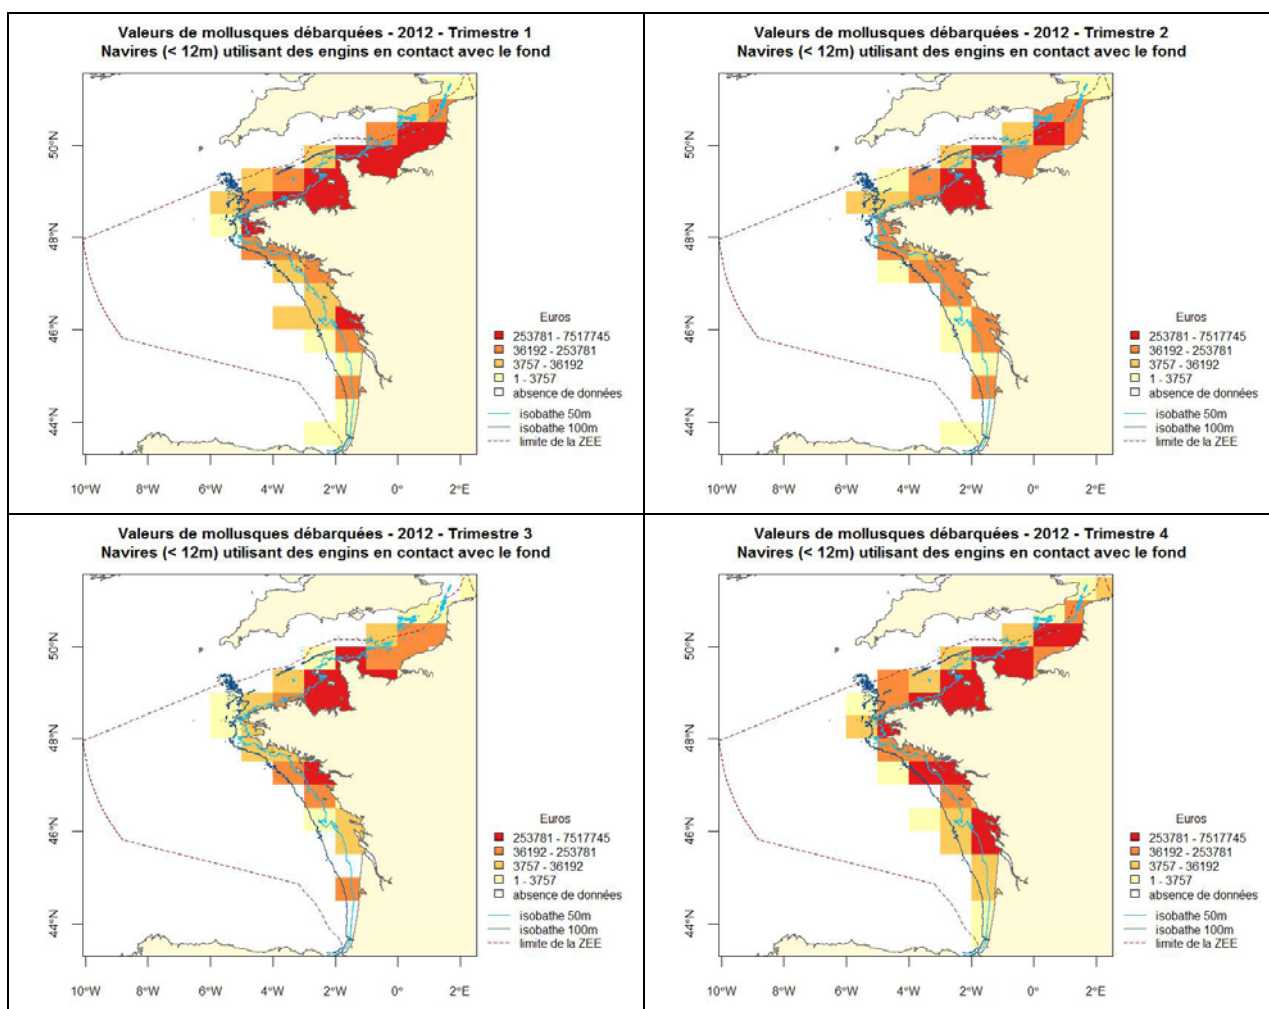 Valeurs de mollusques débarquées - 2012 - Trimestre 1
Navires (< 12m) utilisant des engins en contact avec le fond
50°N
48°N
46°N
44°N
10°W 8°W 6°W 4°W 2°W 0° 2°E
Euros
253781 - 7517745
36192 - 253781
3757 - 36192
1 - 3757
absence de données
isobathe 50m
isobathe 100m
limite de la ZEE
Valeurs de mollusques débarquées - 2012 - Trimestre 2
Navires (< 12m) utilisant des engins en contact avec le fond
50°N
48°N
46°N
44°N
10°W 8°W 6°W 4°W 2°W 0° 2°E
Euros
253781 - 7517745
36192 - 253781
3757 - 36192
1 - 3757
absence de données
isobathe 50m
isobathe 100m
limite de la ZEE
Valeurs de mollusques débarquées - 2012 - Trimestre 3
Navires (< 12m) utilisant des engins en contact avec le fond
50°N
48°N
46°N
44°N
10°W 8°W 6°W 4°W 2°W 0° 2°E
Euros
253781 - 7517745
36192 - 253781
3757 - 36192
1 - 3757
absence de données
isobathe 50m
isobathe 100m
limite de la ZEE
Valeurs de mollusques débarquées - 2012 - Trimestre 4
Navires (< 12m) utilisant des engins en contact avec le fond
50°N
48°N
46°N
44°N
10°W 8°W 6°W 4°W 2°W 0° 2°E
Euros
253781 - 7517745
36192 - 253781
3757 - 36192
1 - 3757
absence de données
isobathe 50m
isobathe 100m
limite de la ZEE